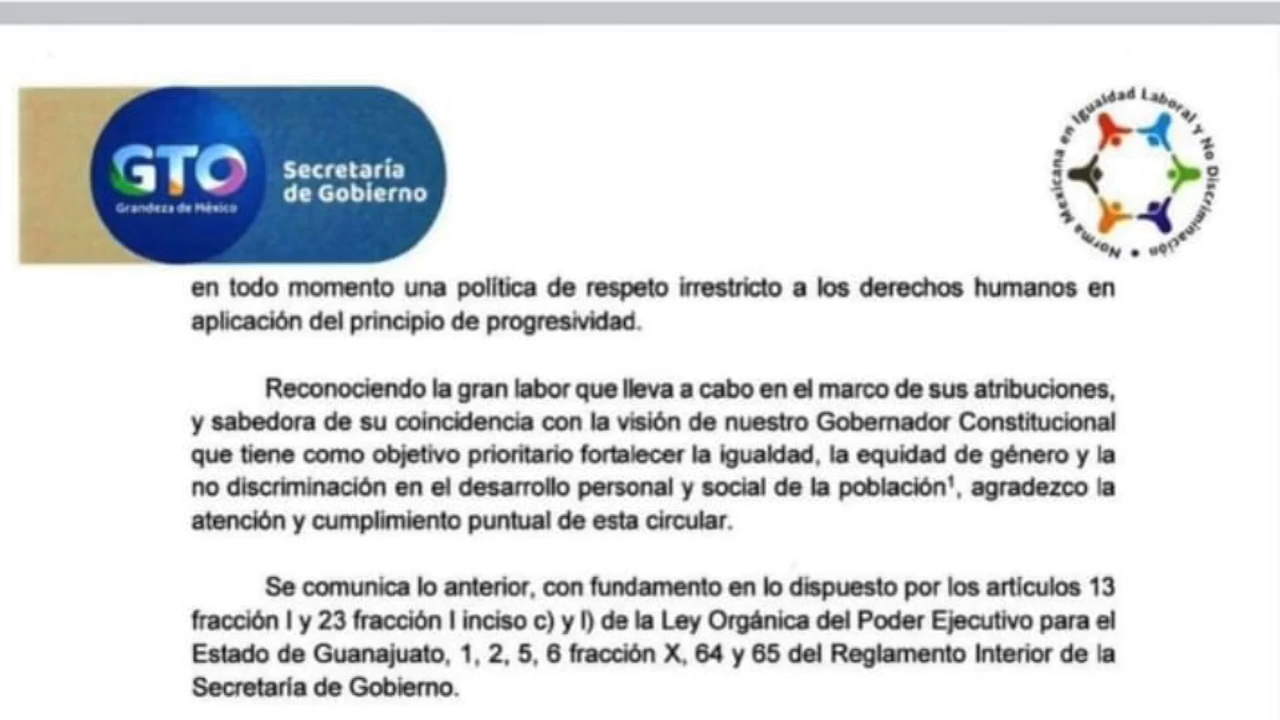 GTO
Grandeza de México
Secretaría
de Gobierno
Norma Mexicana en Igualdad Laboral y No Discriminación
en todo momento una política de respeto irrestricto a los derechos humanos en
aplicación del principio de progresividad.
Reconociendo la gran labor que lleva a cabo en el marco de sus atribuciones,
y sabedora de su coincidencia con la visión de nuestro Gobernador Constitucional
que tiene como objetivo prioritario fortalecer la igualdad, la equidad de género y la
no discriminación en el desarrollo personal y social de la población¹, agradezco la
atención y cumplimiento puntual de esta circular.
Se comunica lo anterior, con fundamento en lo dispuesto por los artículos 13
fracción I y 23 fracción I inciso c) y l) de la Ley Orgánica del Poder Ejecutivo para el
Estado de Guanajuato, 1, 2, 5, 6 fracción X, 64 y 65 del Reglamento Interior de la
Secretaría de Gobierno.